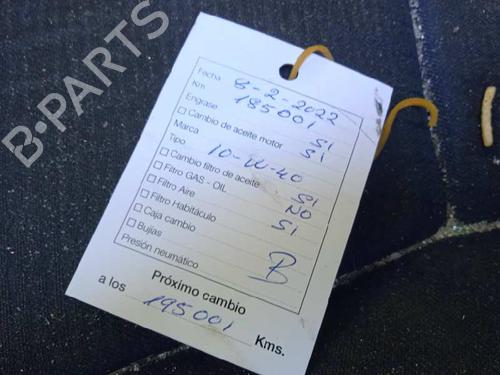 B-PARTS
Fecha 8-2-2022
Km 185001
Engrase SI
☐ Cambio de aceite motor SI
Marca
Tipo 10-W-40
☐ Cambio filtro de aceite SI
☐ Filtro GAS - OIL NO
☐ Filtro Aire SI
☐ Filtro Habitáculo
☐ Caja cambio
☐ Bujías
Presión neumático B
Próximo cambio
a los 195001 Kms.